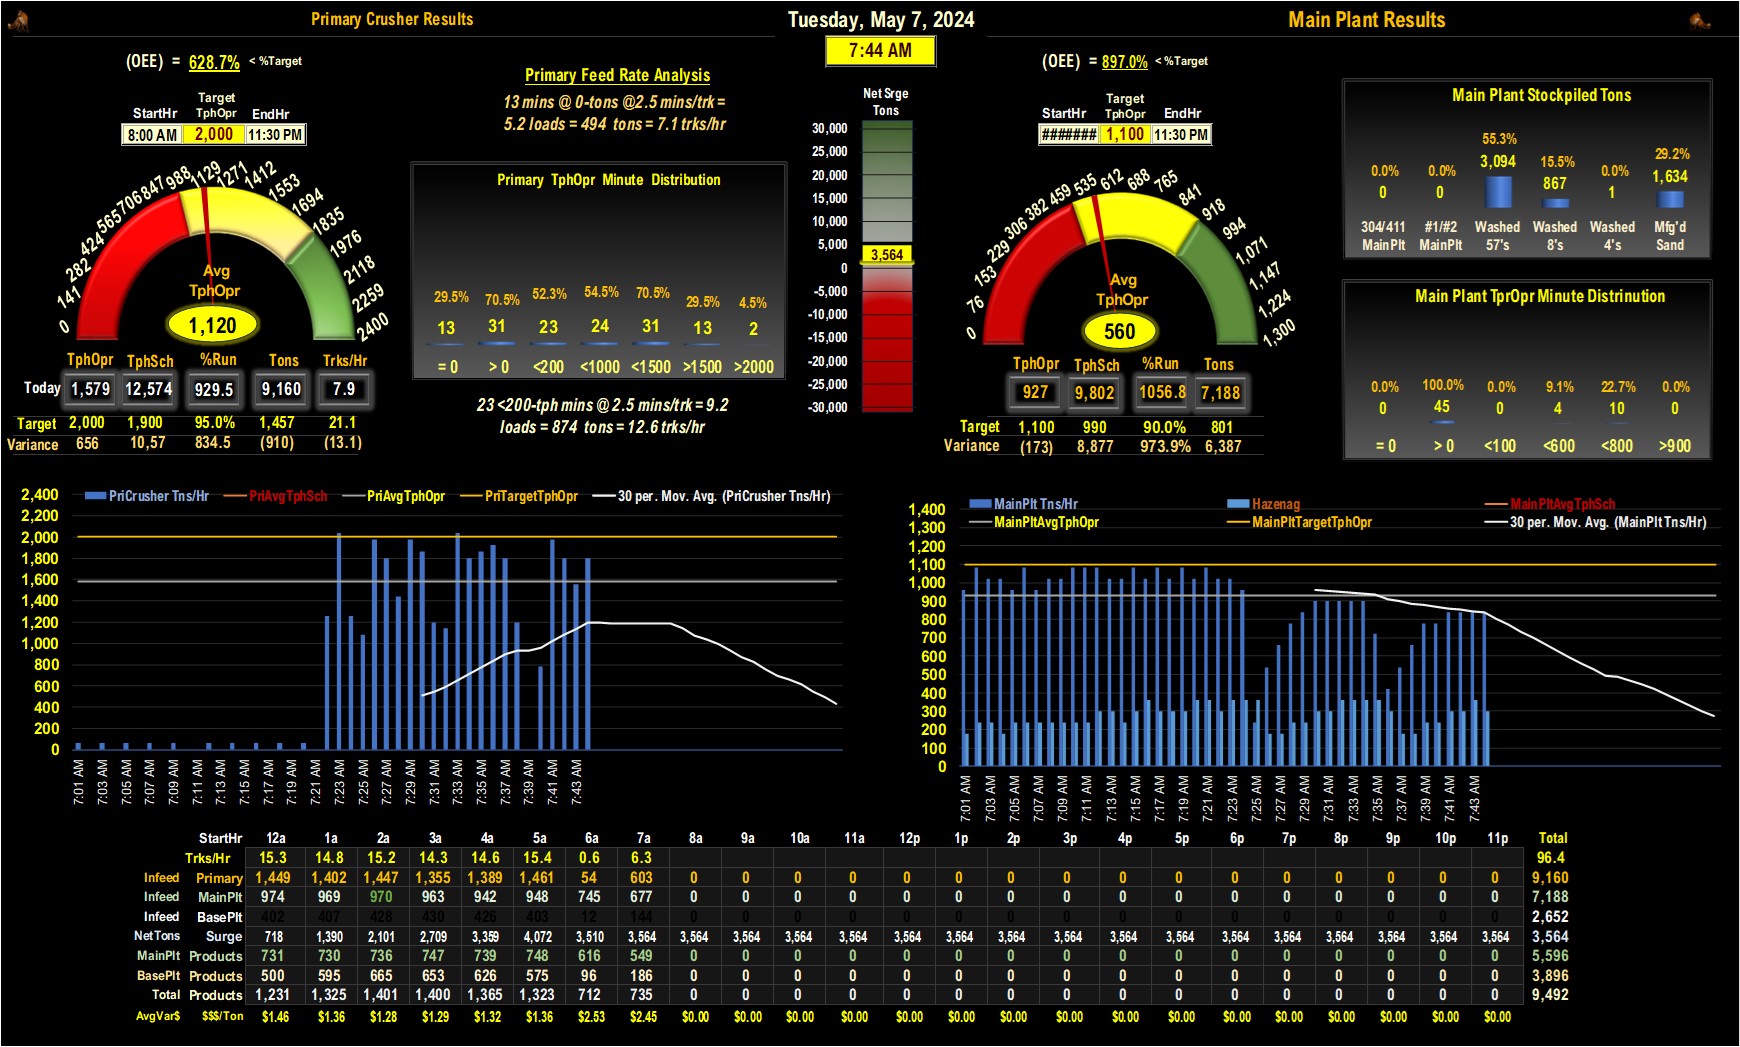 Primary Crusher Results
Tuesday, May 7, 2024
Main Plant Results
7:44 AM
(OEE) = 628.7% < %Target
StartHr Target TphOpr EndHr
8:00 AM 2,000 11:30 PM
0 141 282 424 565 706 847 988 1129 1271 1412 1553 1694 1835 1976 2118 2259 2400
Avg
TphOpr
1,120
TphOpr TphSch %Run Tons Trks/Hr
Today 1,579 12,574 929.5 9,160 7.9
Target 2,000 1,900 95.0% 1,457 21.1
Variance 656 10,57 834.5 (910) (13.1)
Primary Feed Rate Analysis
13 mins @ 0-tons @2.5 mins/trk =
5.2 loads = 494 tons = 7.1 trks/hr
Primary TphOpr Minute Distribution
29.5% 70.5% 52.3% 54.5% 70.5% 29.5% 4.5%
13 31 23 24 31 13 2
= 0 > 0 <200 <1000 <1500 >1500 >2000
23 <200-tph mins @ 2.5 mins/trk = 9.2
loads = 874 tons = 12.6 trks/hr
Net Srge
Tons
30,000
25,000
20,000
15,000
10,000
5,000
3,564
0
-5,000
-10,000
-15,000
-20,000
-25,000
-30,000
(OEE) = 897.0% < %Target
StartHr Target TphOpr EndHr
####### 1,100 11:30 PM
0 76 153 229 306 382 459 535 612 688 765 841 918 994 1,071 1,147 1,224 1,300
Avg
TphOpr
560
TphOpr TphSch %Run Tons
927 9,802 1056.8 7,188
Target 1,100 990 90.0% 801
Variance (173) 8,877 973.9% 6,387
Main Plant Stockpiled Tons
0.0% 0.0% 55.3% 15.5% 0.0% 29.2%
0 0 3,094 867 1 1,634
304/411 #1/#2 Washed Washed Washed Mfg'd
MainPlt MainPlt 57's 8's 4's Sand
Main Plant TprOpr Minute Distrinution
0.0% 100.0% 0.0% 9.1% 22.7% 0.0%
0 45 0 4 10 0
= 0 > 0 <100 <600 <800 >900
PriCrusher Tns/Hr PriAvgTphSch PriAvgTphOpr PriTargetTphOpr 30 per. Mov. Avg. (PriCrusher Tns/Hr)
2,400
2,200
2,000
1,800
1,600
1,400
1,200
1,000
800
600
400
200
0
7:01 AM 7:03 AM 7:05 AM 7:07 AM 7:09 AM 7:11 AM 7:13 AM 7:15 AM 7:17 AM 7:19 AM 7:21 AM 7:23 AM 7:25 AM 7:27 AM 7:29 AM 7:31 AM 7:33 AM 7:35 AM 7:37 AM 7:39 AM 7:41 AM 7:43 AM
MainPlt Tns/Hr Hazenag MainPltAvgTphSch
MainPltAvgTphOpr MainPltTargetTphOpr 30 per. Mov. Avg. (MainPlt Tns/Hr)
1,400
1,300
1,200
1,100
1,000
900
800
700
600
500
400
300
200
100
0
7:01 AM 7:03 AM 7:05 AM 7:07 AM 7:09 AM 7:11 AM 7:13 AM 7:15 AM 7:17 AM 7:19 AM 7:21 AM 7:23 AM 7:25 AM 7:27 AM 7:29 AM 7:31 AM 7:33 AM 7:35 AM 7:37 AM 7:39 AM 7:41 AM 7:43 AM
StartHr 12a 1a 2a 3a 4a 5a 6a 7a 8a 9a 10a 11a 12p 1p 2p 3p 4p 5p 6p 7p 8p 9p 10p 11p Total
Trks/Hr 15.3 14.8 15.2 14.3 14.6 15.4 0.6 6.3 96.4
Infeed Primary 1,449 1,402 1,447 1,355 1,389 1,461 54 603 0 0 0 0 0 0 0 0 0 0 0 0 0 0 0 0 9,160
Infeed MainPlt 974 969 970 963 942 948 745 677 0 0 0 0 0 0 0 0 0 0 0 0 0 0 0 0 7,188
Infeed BasePlt 402 407 428 430 426 403 12 144 0 0 0 0 0 0 0 0 0 0 0 0 0 0 0 0 2,652
NetTons Surge 718 1,390 2,101 2,709 3,359 4,072 3,510 3,564 3,564 3,564 3,564 3,564 3,564 3,564 3,564 3,564 3,564 3,564 3,564 3,564 3,564 3,564 3,564 3,564 3,564
MainPlt Products 731 730 736 747 739 748 616 549 0 0 0 0 0 0 0 0 0 0 0 0 0 0 0 0 5,596
BasePlt Products 500 595 665 653 626 575 96 186 0 0 0 0 0 0 0 0 0 0 0 0 0 0 0 0 3,896
Total Products 1,231 1,325 1,401 1,400 1,365 1,323 712 735 0 0 0 0 0 0 0 0 0 0 0 0 0 0 0 0 9,492
AvgVar$ $$$/Ton $1.46 $1.36 $1.28 $1.29 $1.32 $1.36 $2.53 $2.45 $0.00 $0.00 $0.00 $0.00 $0.00 $0.00 $0.00 $0.00 $0.00 $0.00 $0.00 $0.00 $0.00 $0.00 $0.00 $0.00